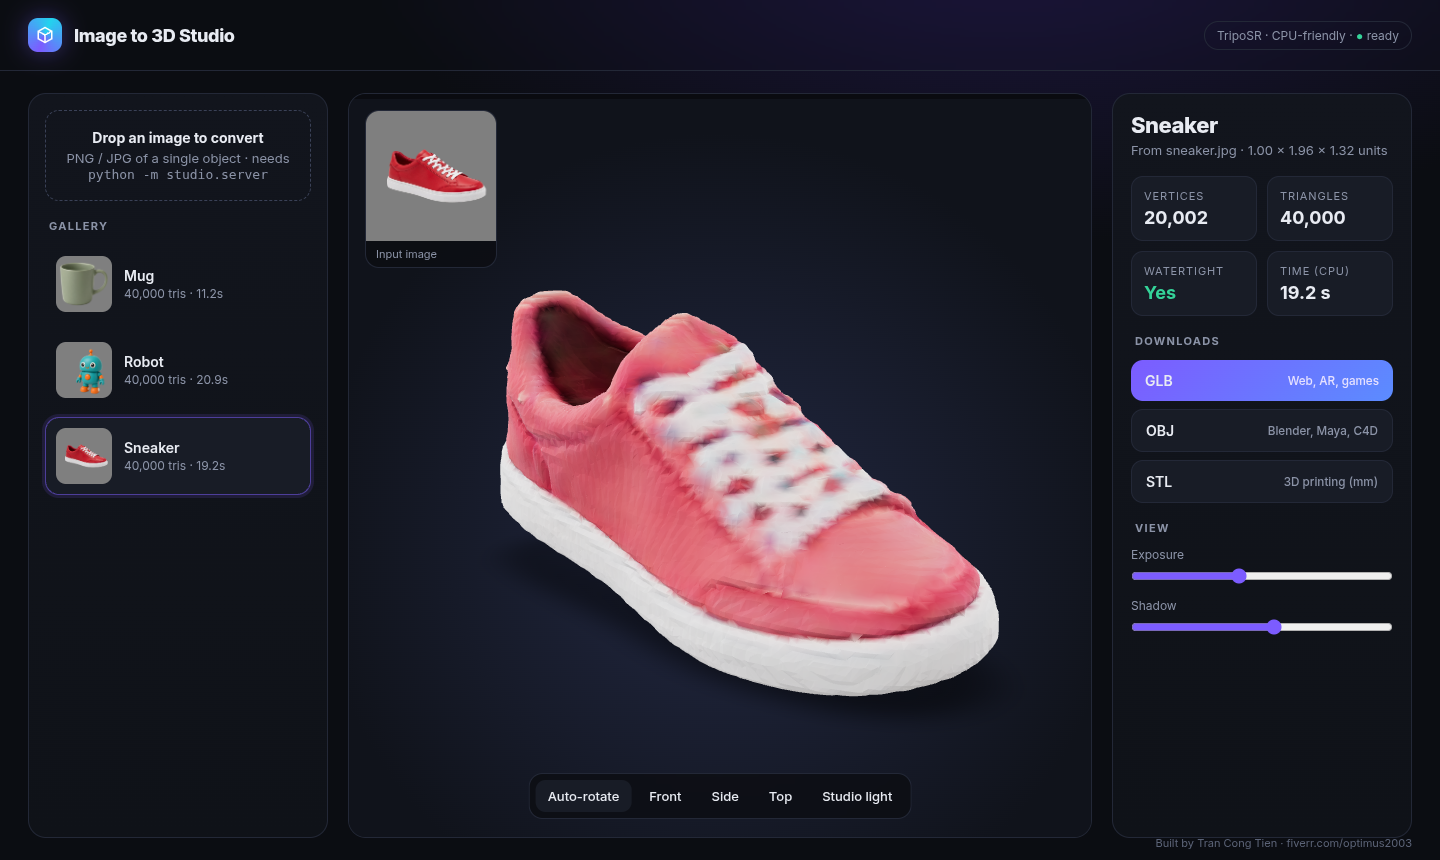 Image to 3D Studio
TripoSR · CPU-friendly · ● ready
Drop an image to convert
PNG / JPG of a single object · needs
python -m studio.server
GALLERY
Mug
40,000 tris · 11.2s
Robot
40,000 tris · 20.9s
Sneaker
40,000 tris · 19.2s
Input image
Auto-rotate
Front
Side
Top
Studio light
Sneaker
From sneaker.jpg · 1.00 × 1.96 × 1.32 units
VERTICES
20,002
TRIANGLES
40,000
WATERTIGHT
Yes
TIME (CPU)
19.2 s
DOWNLOADS
GLB Web, AR, games
OBJ Blender, Maya, C4D
STL 3D printing (mm)
VIEW
Exposure
Shadow
Built by Tran Cong Tien · fiverr.com/optimus2003